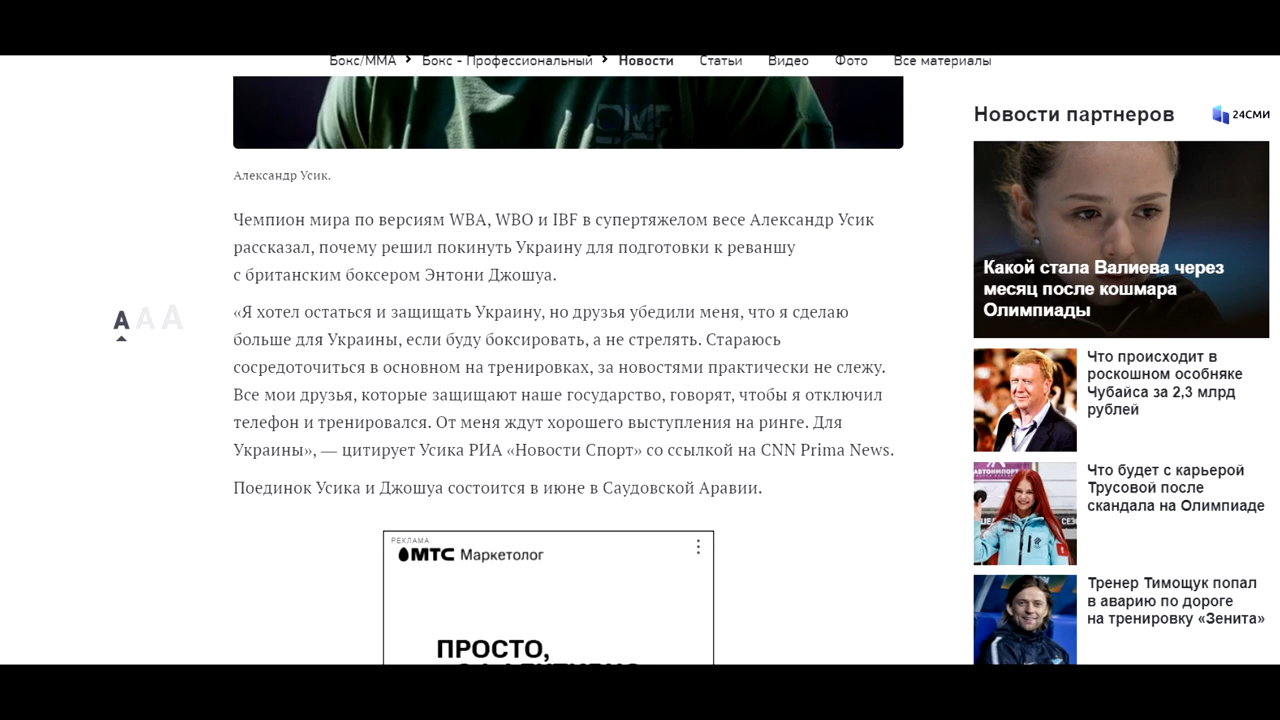 Бокс/ММА Бокс - Профессиональный Новости Статьи Видео Фото Все материалы
Александр Усик.
Чемпион мира по версиям WBA, WBO и IBF в супертяжелом весе Александр Усик
рассказал, почему решил покинуть Украину для подготовки к реваншу
с британским боксером Энтони Джошуа.
A A A
«Я хотел остаться и защищать Украину, но друзья убедили меня, что я сделаю
больше для Украины, если буду боксировать, а не стрелять. Стараюсь
сосредоточиться в основном на тренировках, за новостями практически не слежу.
Все мои друзья, которые защищают наше государство, говорят, чтобы я отключил
телефон и тренировался. От меня ждут хорошего выступления на ринге. Для
Украины», — цитирует Усика РИА «Новости Спорт» со ссылкой на CNN Prima News.
Поединок Усика и Джошуа состоится в июне в Саудовской Аравии.
РЕКЛАМА
МТС Маркетолог
ПРОСТО,
Новости партнеров
24СМИ
Какой стала Валиева через
месяц после кошмара
Олимпиады
Что происходит в
роскошном особняке
Чубайса за 2,3 млрд
рублей
Что будет с карьерой
Трусовой после
скандала на Олимпиаде
Тренер Тимощук попал
в аварию по дороге
на тренировку «Зенита»